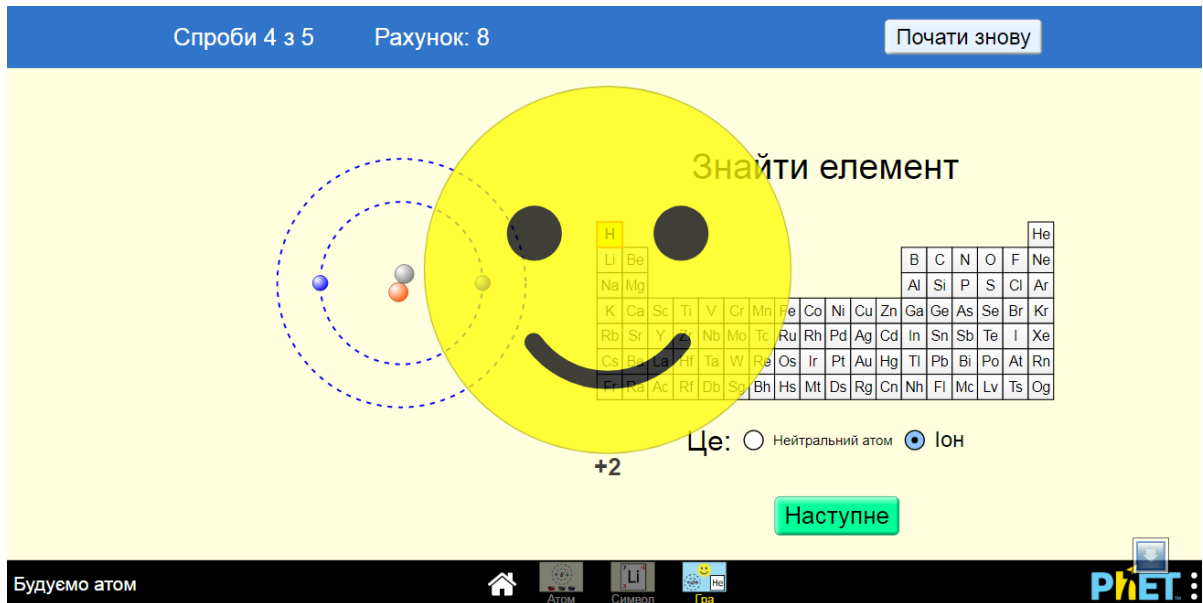 Спроби 4 з 5 Рахунок: 8 Почати знову
Знайти елемент
H He
Li Be B C N O F Ne
Na Mg Al Si P S Cl Ar
K Ca Sc Ti V Cr Mn Fe Co Ni Cu Zn Ga Ge As Se Br Kr
Rb Sr Y Zr Nb Mo Tc Ru Rh Pd Ag Cd In Sn Sb Te I Xe
Cs Ba La Hf Ta W Re Os Ir Pt Au Hg Tl Pb Bi Po At Rn
Fr Ra Ac Rf Db Sg Bh Hs Mt Ds Rg Cn Nh Fl Mc Lv Ts Og
Це: Нейтральний атом Іон
+2
Наступне
Будуємо атом
Li
He
Атом Символ Гра
PhET